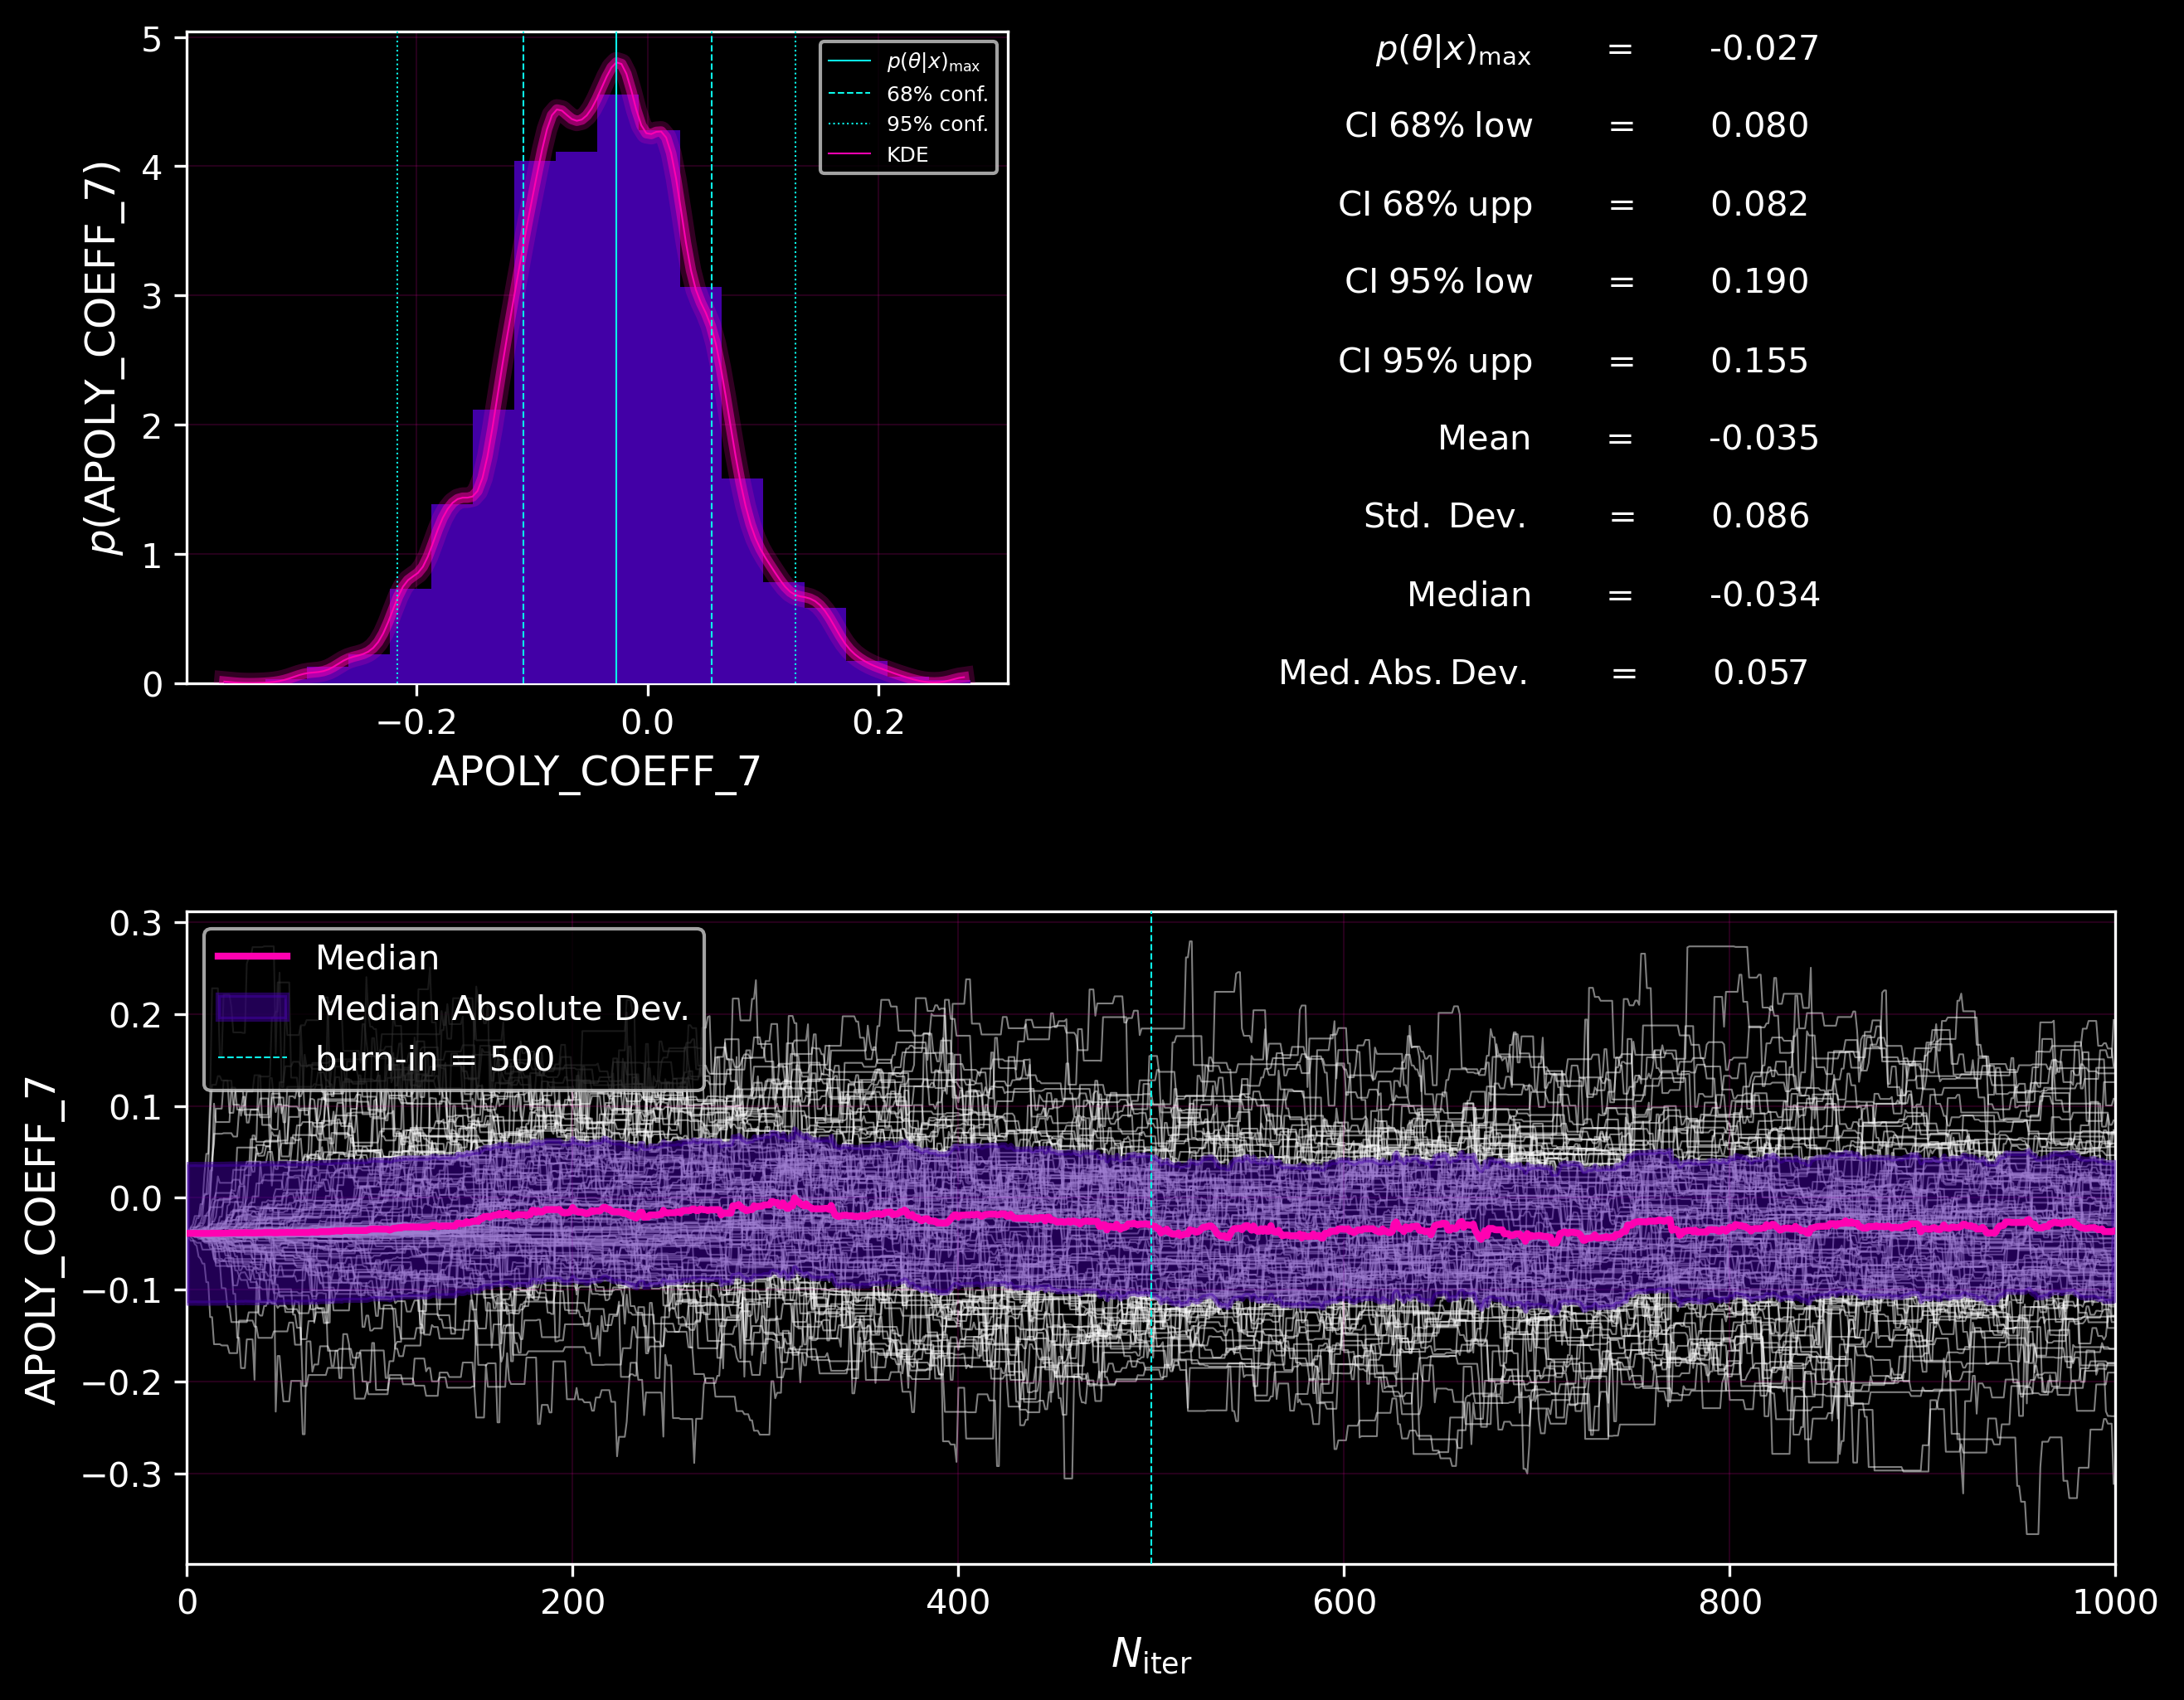 5
4
3
2
1
0
p(APOLY_COEFF_7)
−0.2 0.0 0.2
APOLY_COEFF_7
p(θ|x)max
68% conf.
95% conf.
KDE
p(θ|x)max = -0.027
CI 68% low = 0.080
CI 68% upp = 0.082
CI 95% low = 0.190
CI 95% upp = 0.155
Mean = -0.035
Std. Dev. = 0.086
Median = -0.034
Med. Abs. Dev. = 0.057
0.3
0.2
0.1
0.0
−0.1
−0.2
−0.3
APOLY_COEFF_7
Median
Median Absolute Dev.
burn-in = 500
0 200 400 600 800 1000
Niter